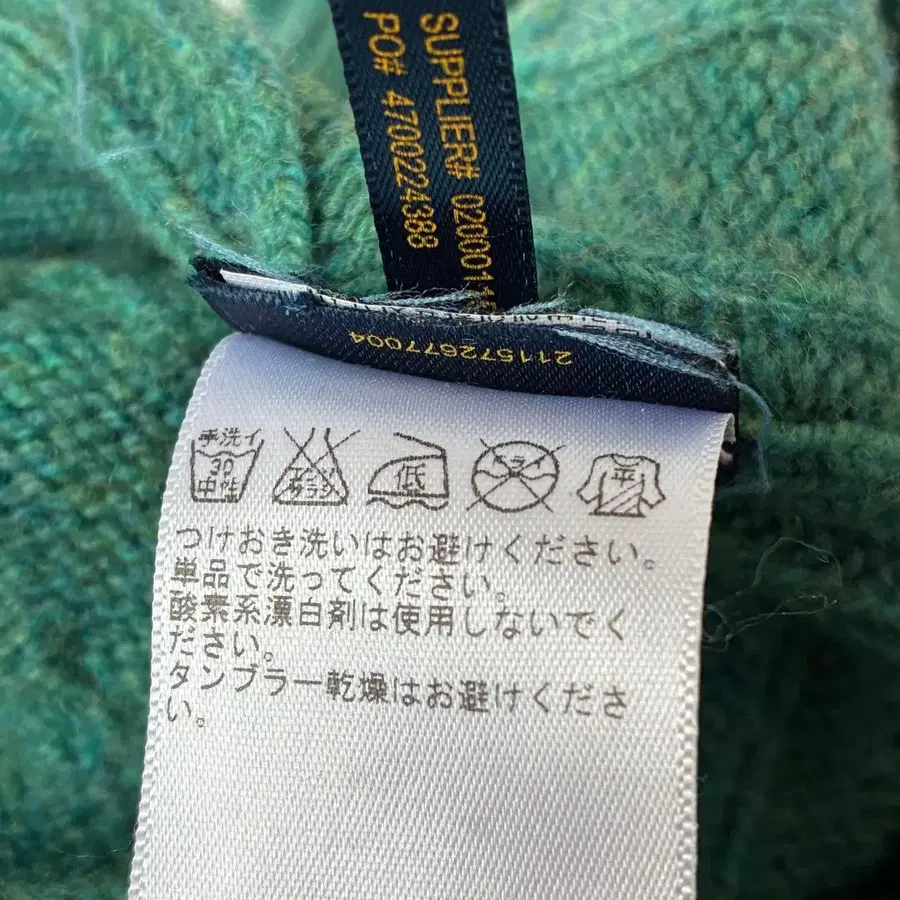 SUPPLIER# 0200011
PO# 4700224388
211572677004
手洗イ
30
中性
エンソ
サラシ
低
ドライ
平
つけおき洗いはお避けください。
単品で洗ってください。
酸素系漂白剤は使用しないでく
ださい。
タンブラー乾燥はお避けくださ
い。